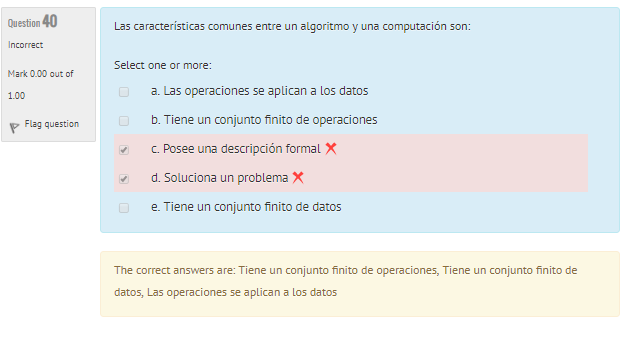 Question 40
Incorrect
Mark 0.00 out of
1.00
Flag question
Las características comunes entre un algoritmo y una computación son:
Select one or more:
a. Las operaciones se aplican a los datos
b. Tiene un conjunto finito de operaciones
c. Posee una descripción formal
d. Soluciona un problema
e. Tiene un conjunto finito de datos
The correct answers are: Tiene un conjunto finito de operaciones, Tiene un conjunto finito de
datos, Las operaciones se aplican a los datos